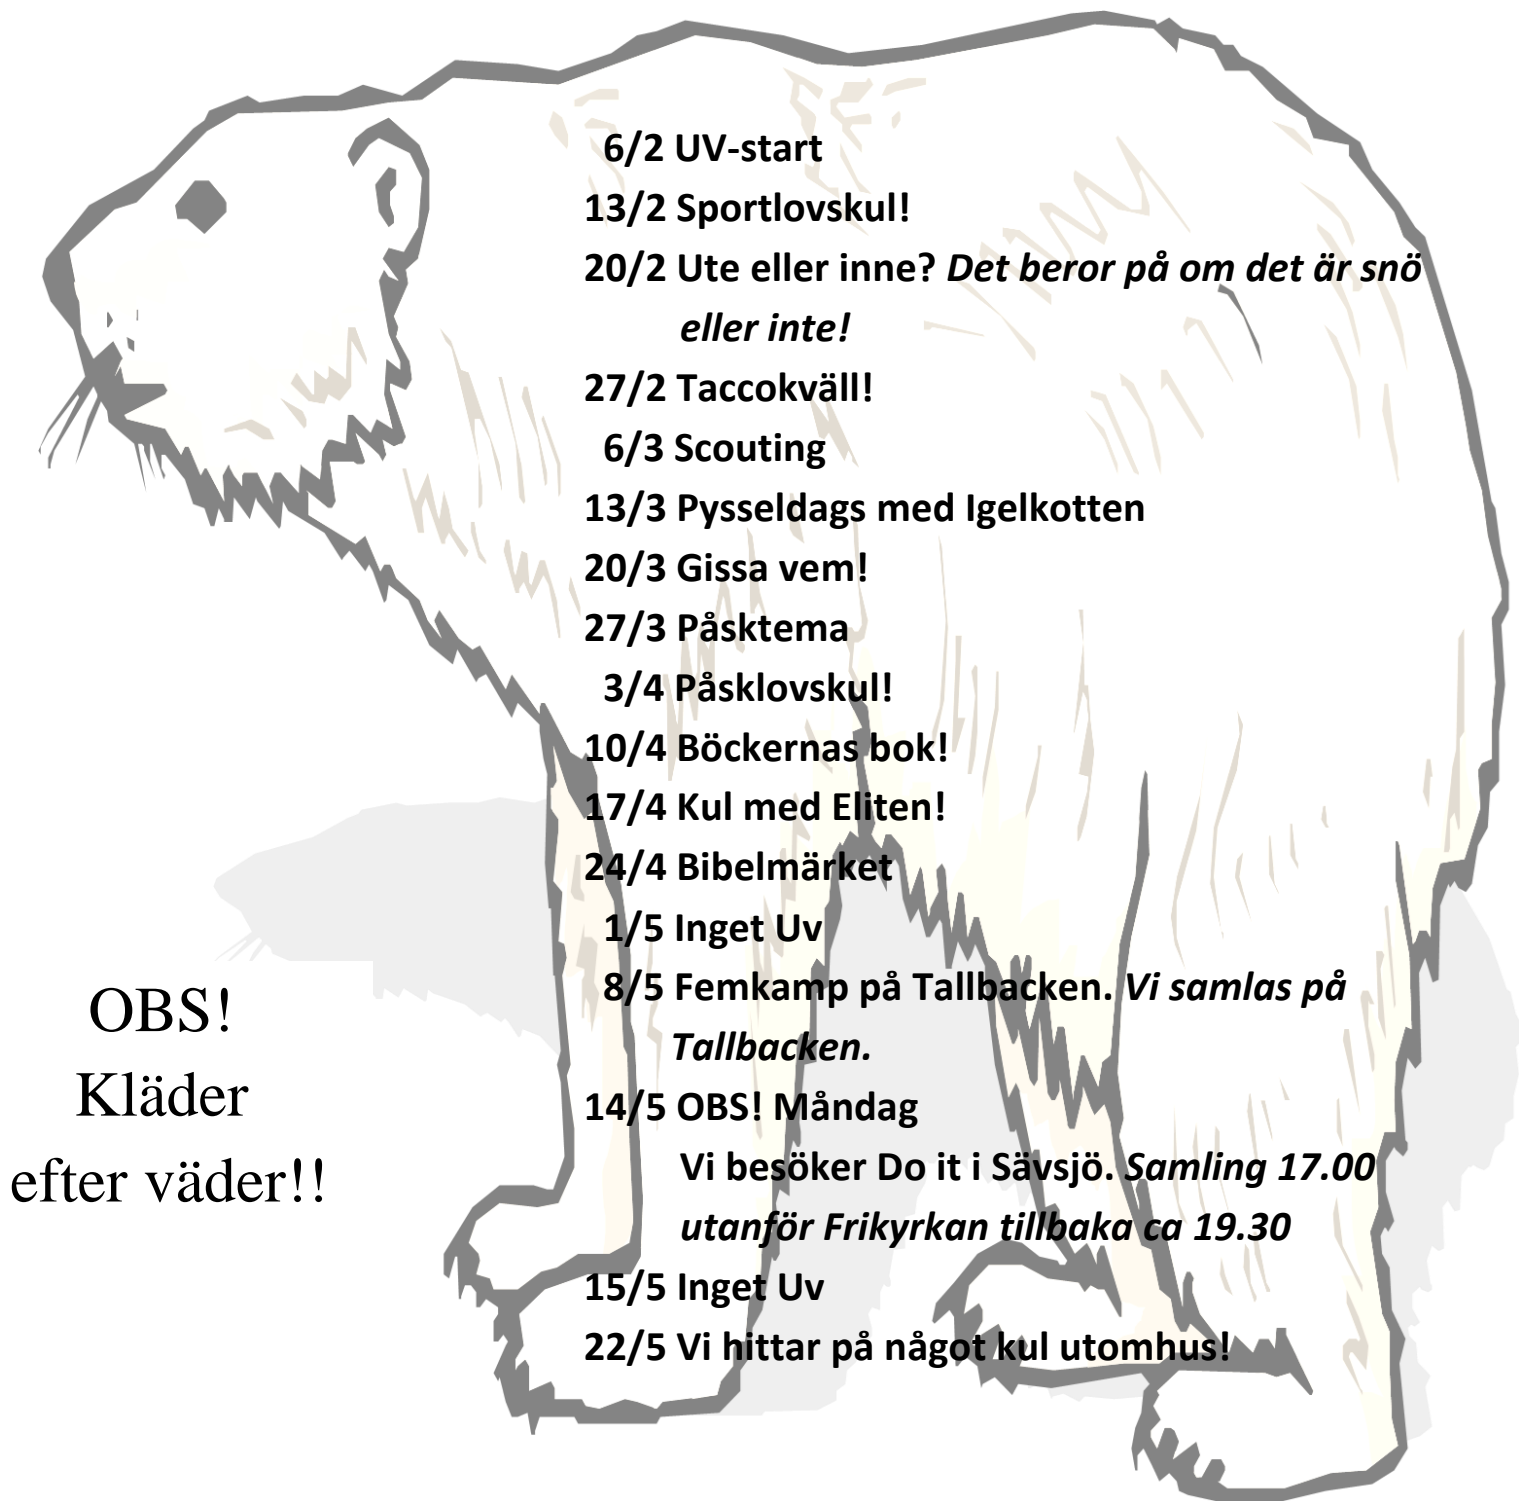 6/2 UV-start
13/2 Sportlovskul!
20/2 Ute eller inne? Det beror på om det är snö
eller inte!
27/2 Taccokväll!
6/3 Scouting
13/3 Pysseldags med Igelkotten
20/3 Gissa vem!
27/3 Påsktema
3/4 Påsklovskul!
10/4 Böckernas bok!
17/4 Kul med Eliten!
24/4 Bibelmärket
1/5 Inget Uv
8/5 Femkamp på Tallbacken. Vi samlas på
Tallbacken.
14/5 OBS! Måndag
Vi besöker Do it i Sävsjö. Samling 17.00
utanför Frikyrkan tillbaka ca 19.30
15/5 Inget Uv
22/5 Vi hittar på något kul utomhus!
OBS!
Kläder
efter väder!!